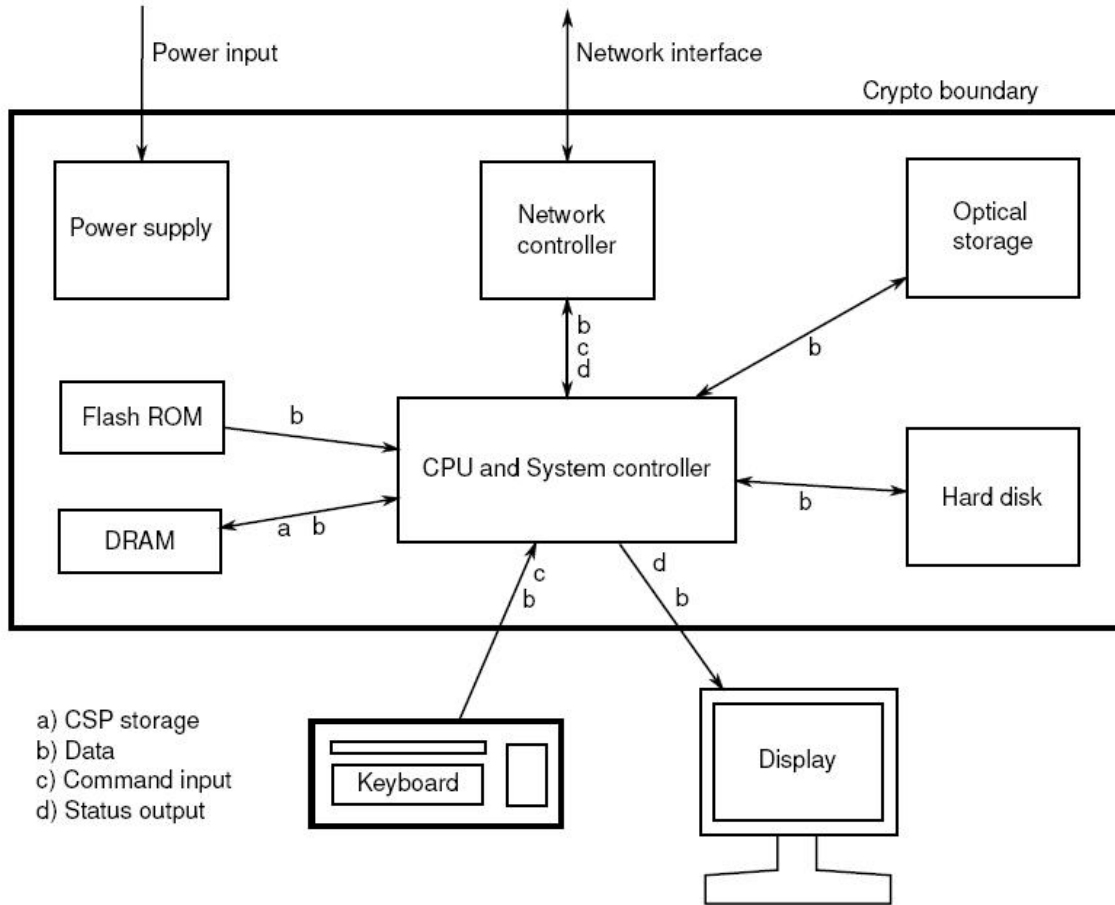 Power input
Network interface
Crypto boundary
Power supply
Network
controller
Optical
storage
b
c
d
b
Flash ROM
b
CPU and System controller
b
Hard disk
DRAM
a b
c
b
d
b
a) CSP storage
b) Data
c) Command input
d) Status output
Keyboard
Display